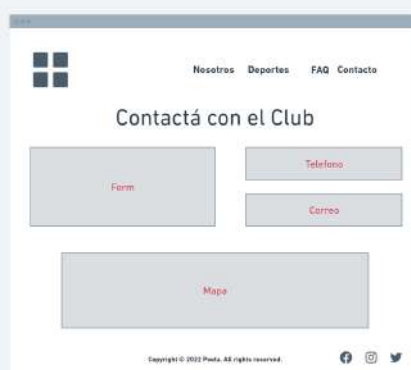 Nosotros Deportes FAQ Contacto
Contactá con el Club
Form
Telefono
Correo
Mapa
Copyright © 2022 Poeta. All rights reserved.